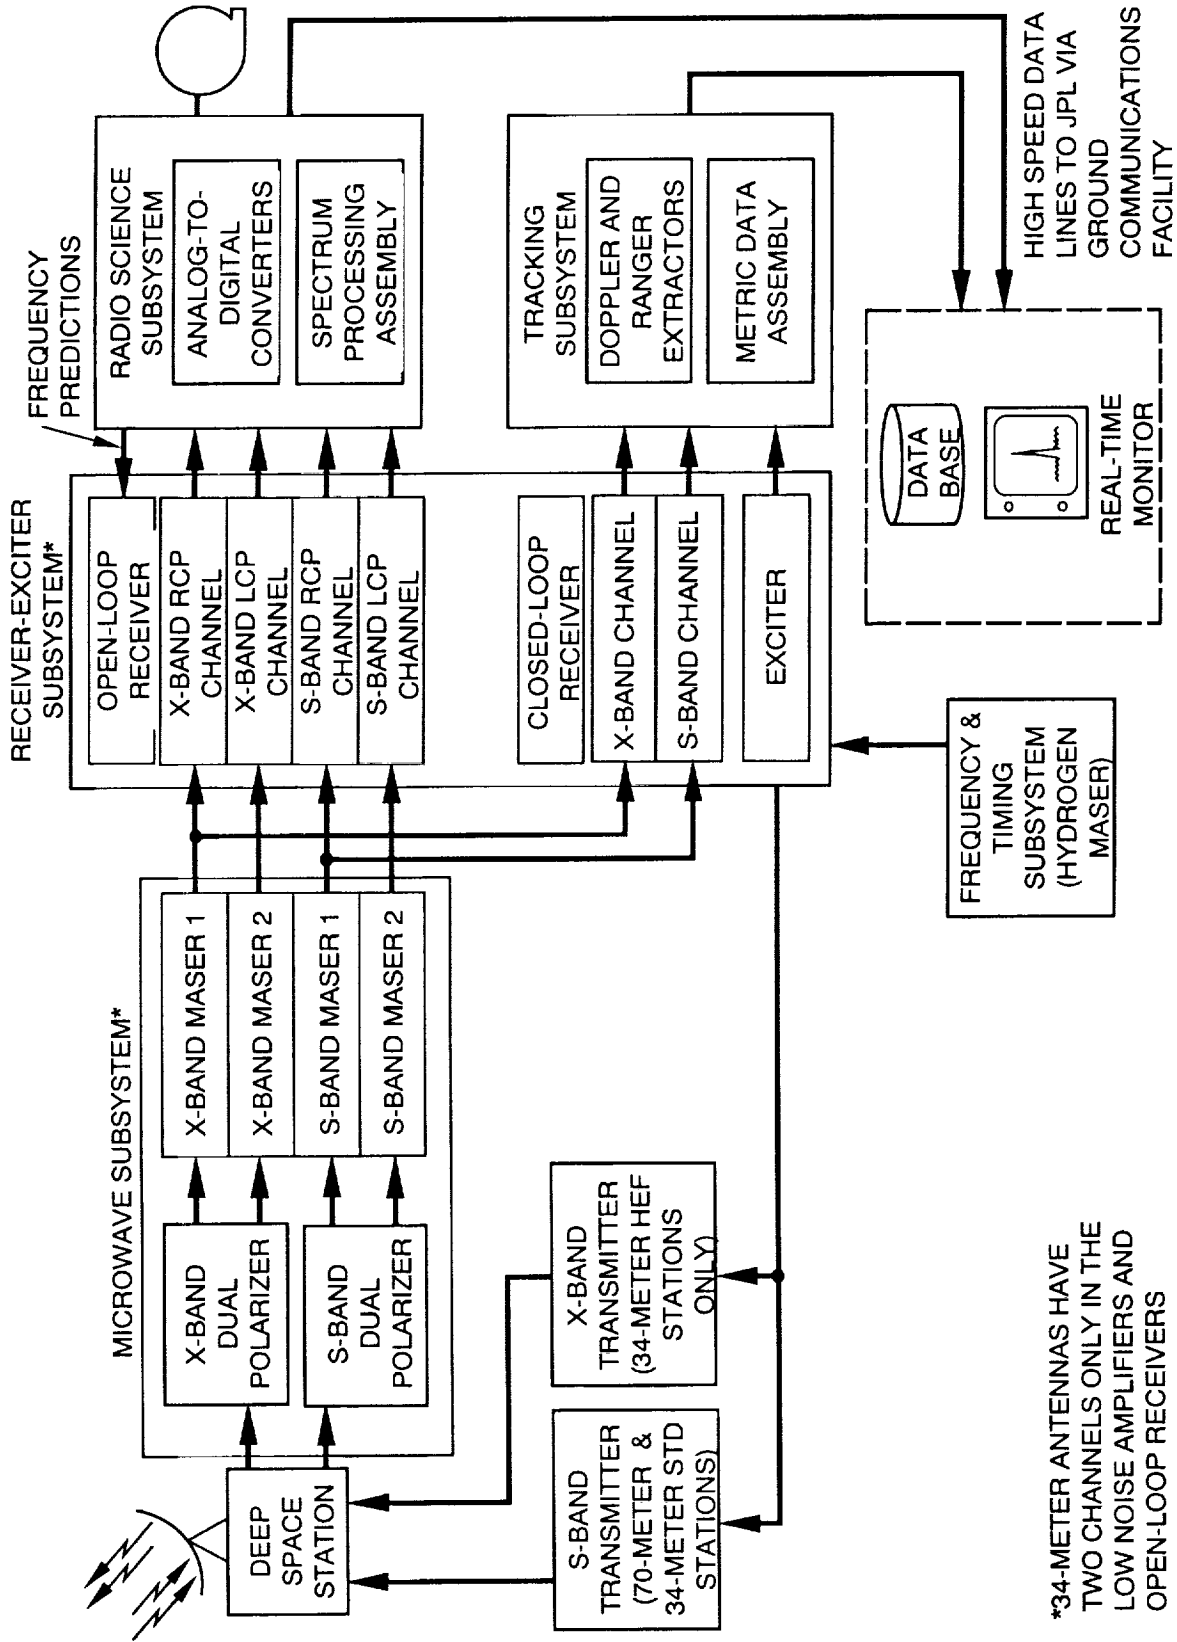 FREQUENCY
PREDICTIONS
RECEIVER-EXCITER
SUBSYSTEM*
MICROWAVE SUBSYSTEM*
DEEP
SPACE
STATION
X-BAND
DUAL
POLARIZER
S-BAND
DUAL
POLARIZER
X-BAND MASER 1
X-BAND MASER 2
S-BAND MASER 1
S-BAND MASER 2
OPEN-LOOP
RECEIVER
X-BAND RCP
CHANNEL
X-BAND LCP
CHANNEL
S-BAND RCP
CHANNEL
S-BAND LCP
CHANNEL
RADIO SCIENCE
SUBSYSTEM
ANALOG-TO-
DIGITAL
CONVERTERS
SPECTRUM
PROCESSING
ASSEMBLY
CLOSED-LOOP
RECEIVER
X-BAND CHANNEL
S-BAND CHANNEL
EXCITER
TRACKING
SUBSYSTEM
DOPPLER AND
RANGER
EXTRACTORS
METRIC DATA
ASSEMBLY
S-BAND
TRANSMITTER
(70-METER &
34-METER STD
STATIONS)
X-BAND
TRANSMITTER
(34-METER HEF
STATIONS
ONLY)
FREQUENCY &
TIMING
SUBSYSTEM
(HYDROGEN
MASER)
DATA
BASE
REAL-TIME
MONITOR
HIGH SPEED DATA
LINES TO JPL VIA
GROUND
COMMUNICATIONS
FACILITY
*34-METER ANTENNAS HAVE
TWO CHANNELS ONLY IN THE
LOW NOISE AMPLIFIERS AND
OPEN-LOOP RECEIVERS